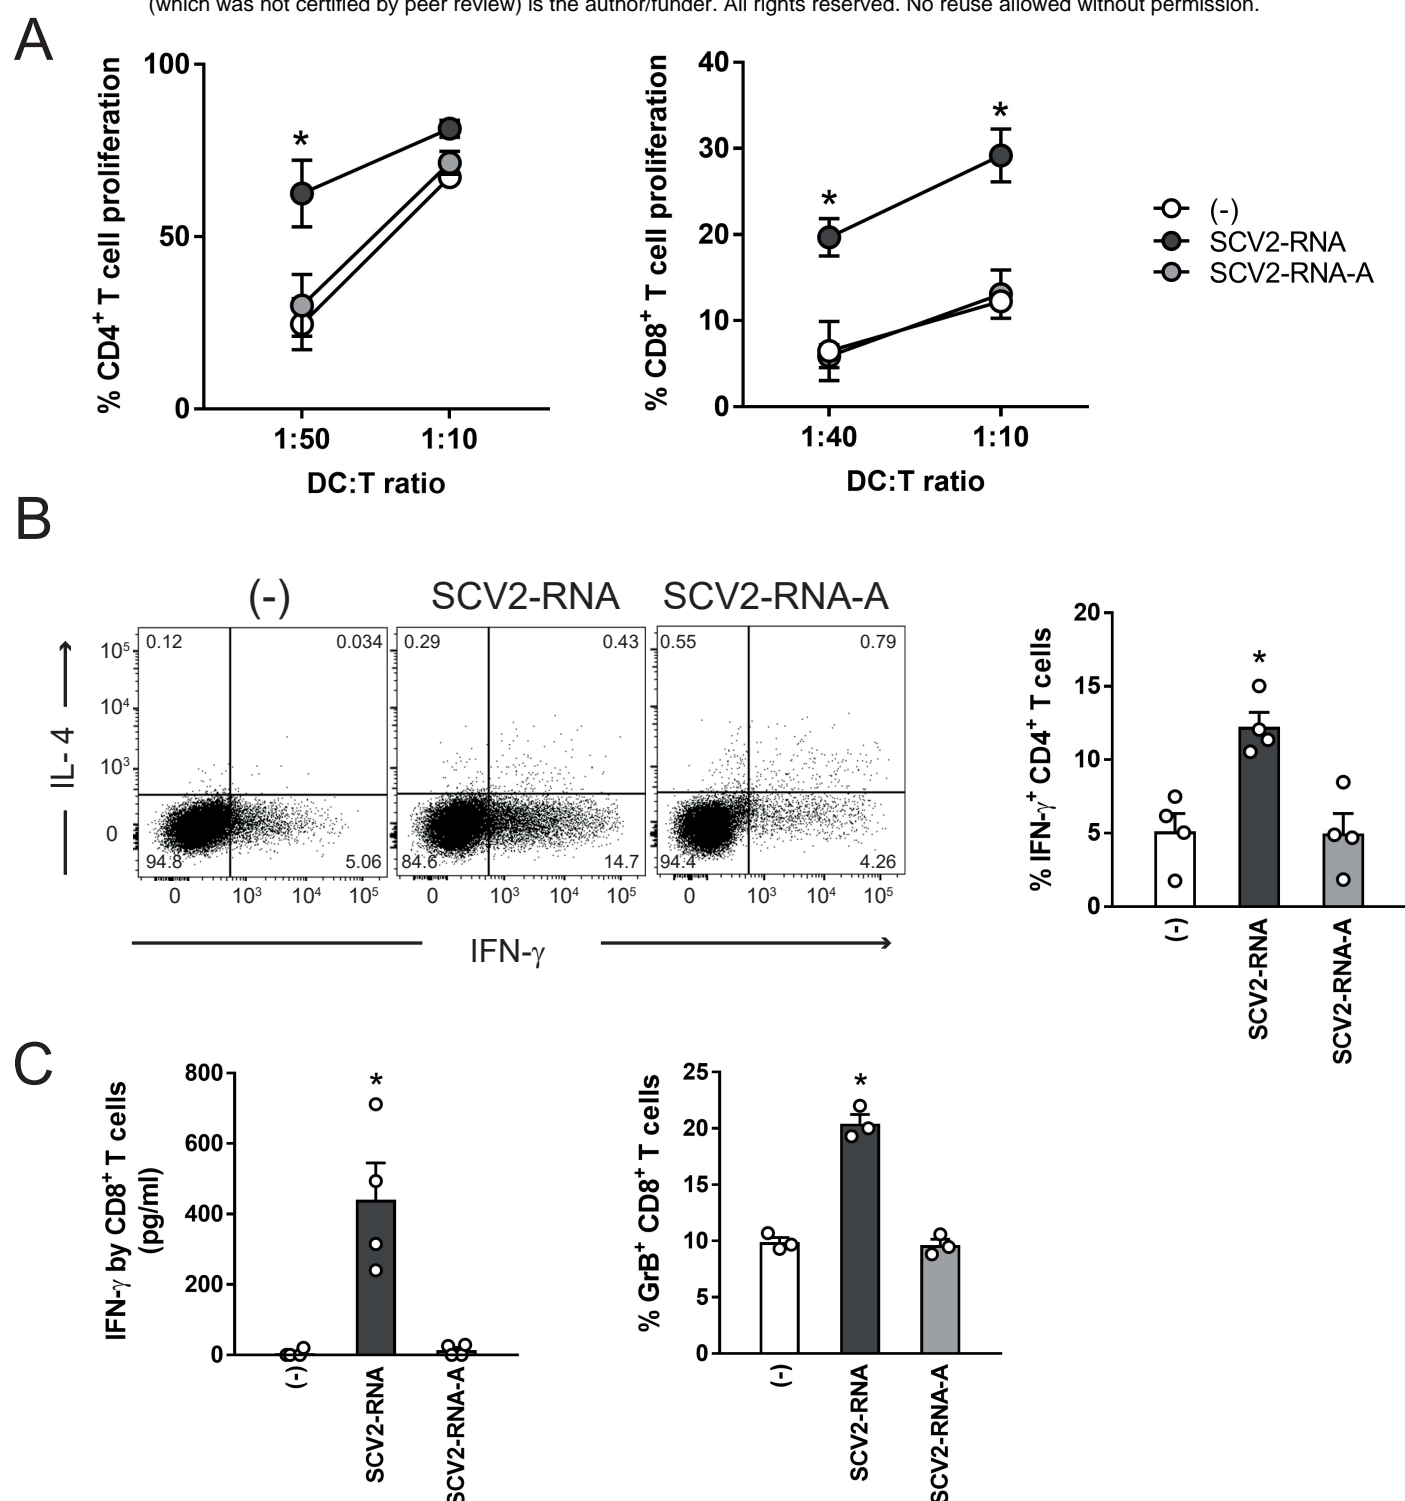 (which was not certified by peer review) is the author/funder. All rights reserved. No reuse allowed without permission.
A
100
50
0
% CD4+ T cell proliferation
*
1:50 1:10
DC:T ratio
40
30
20
10
0
% CD8+ T cell proliferation
* *
1:40 1:10
DC:T ratio
(-)
SCV2-RNA
SCV2-RNA-A
B
(-) SCV2-RNA SCV2-RNA-A
IL-4
10⁵
10⁴
10³
0
0.12 0.034
94.8 5.06
0.29 0.43
84.6 14.7
0.55 0.79
94.4 4.26
0 10³ 10⁴ 10⁵
0 10³ 10⁴ 10⁵
0 10³ 10⁴ 10⁵
IFN-γ
% IFN-γ+ CD4+ T cells
20
15
10
5
0
*
(-)
SCV2-RNA
SCV2-RNA-A
C
IFN-γ by CD8+ T cells
(pg/ml)
800
600
400
200
0
*
(-)
SCV2-RNA
SCV2-RNA-A
% GrB+ CD8+ T cells
25
20
15
10
5
0
*
(-)
SCV2-RNA
SCV2-RNA-A